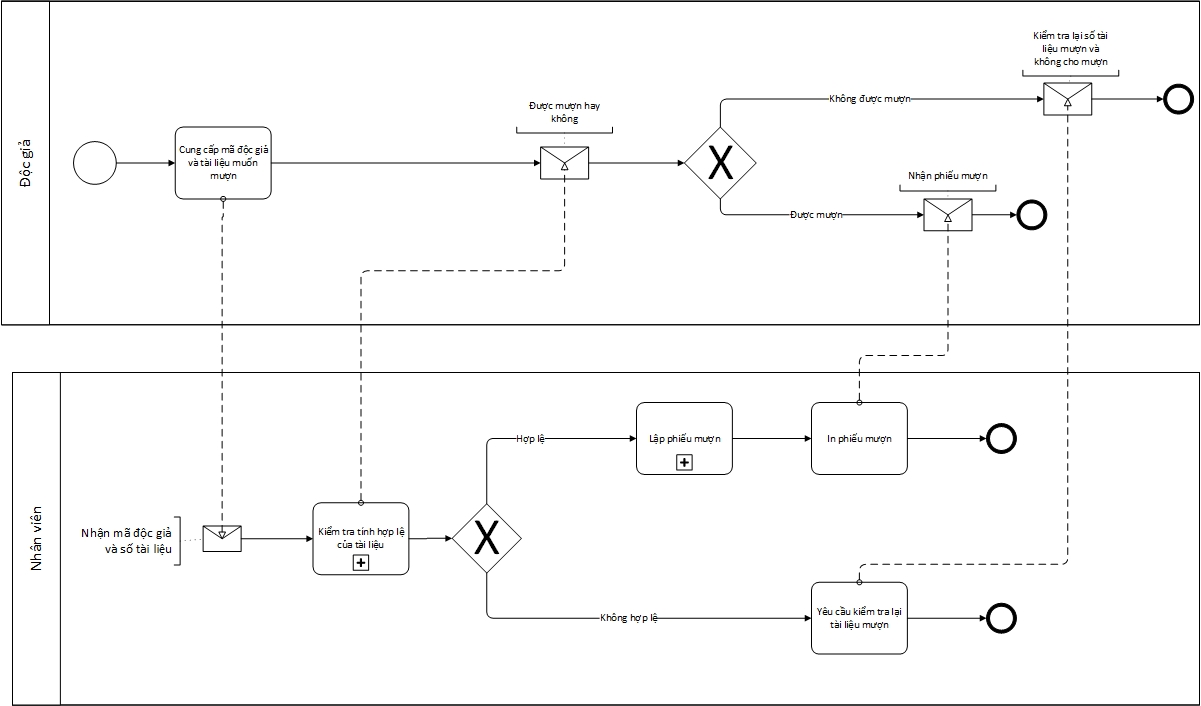 Độc giả
Cung cấp mã độc giả
và tài liệu muốn
mượn
Được mượn hay
không
X
Không được mượn
Được mượn
Kiểm tra lại số tài
liệu mượn và
không cho mượn
Nhận phiếu mượn
Nhân viên
Nhận mã độc giả
và số tài liệu
Kiểm tra tính hợp lệ
của tài liệu
X
Hợp lệ
Không hợp lệ
Lập phiếu mượn
In phiếu mượn
Yêu cầu kiểm tra lại
tài liệu mượn